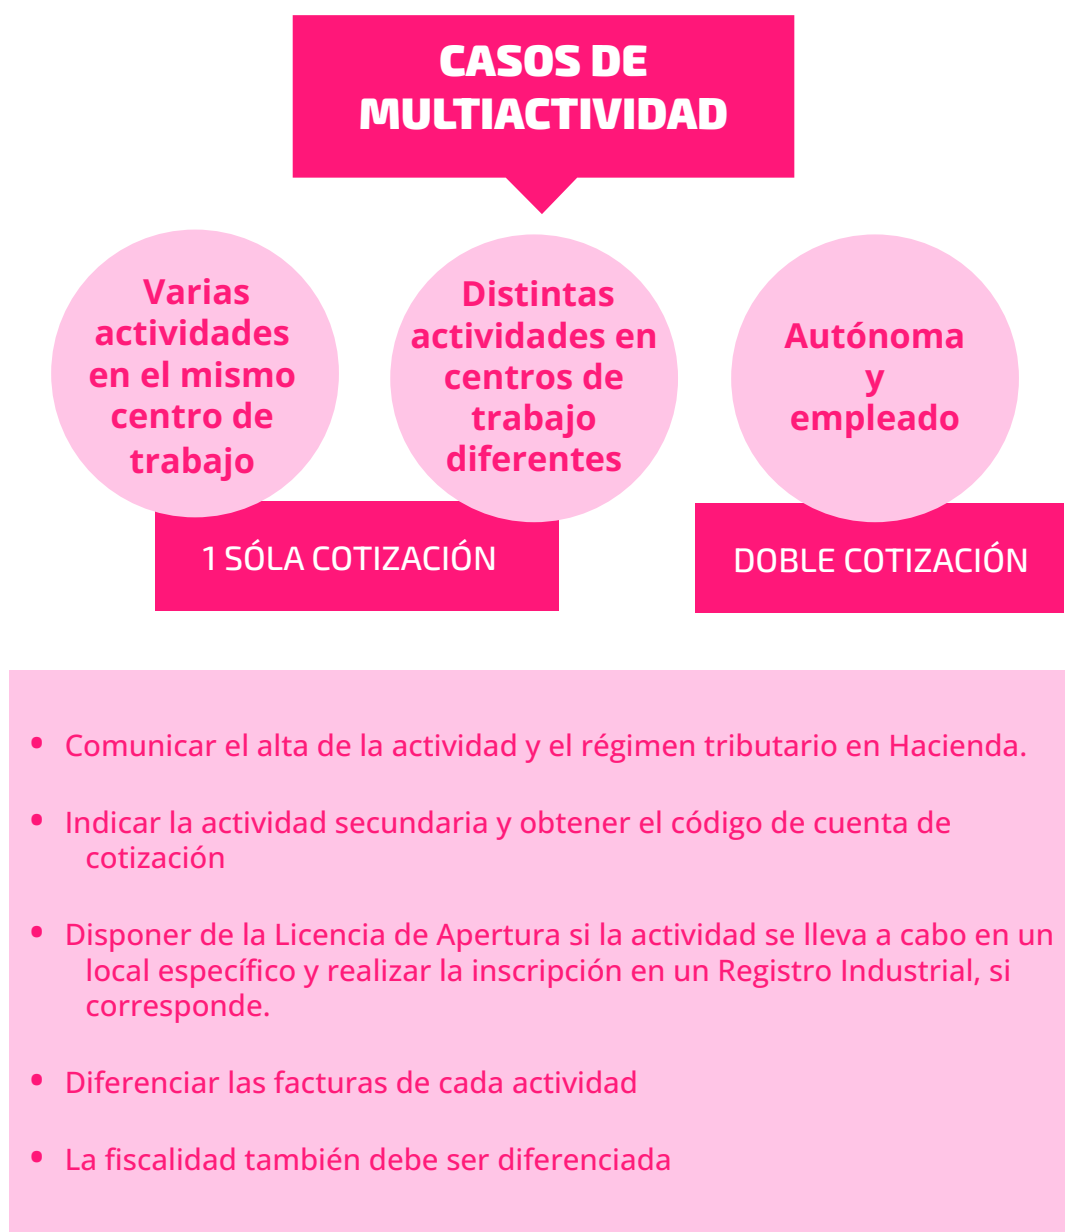 CASOS DE
MULTIACTIVIDAD
Varias
actividades
en el mismo
centro de
trabajo
Distintas
actividades en
centros de
trabajo
diferentes
Autónoma
y
empleado
1 SÓLA COTIZACIÓN
DOBLE COTIZACIÓN
• Comunicar el alta de la actividad y el régimen tributario en Hacienda.
• Indicar la actividad secundaria y obtener el código de cuenta de
cotización
• Disponer de la Licencia de Apertura si la actividad se lleva a cabo en un
local específico y realizar la inscripción en un Registro Industrial, si
corresponde.
• Diferenciar las facturas de cada actividad
• La fiscalidad también debe ser diferenciada